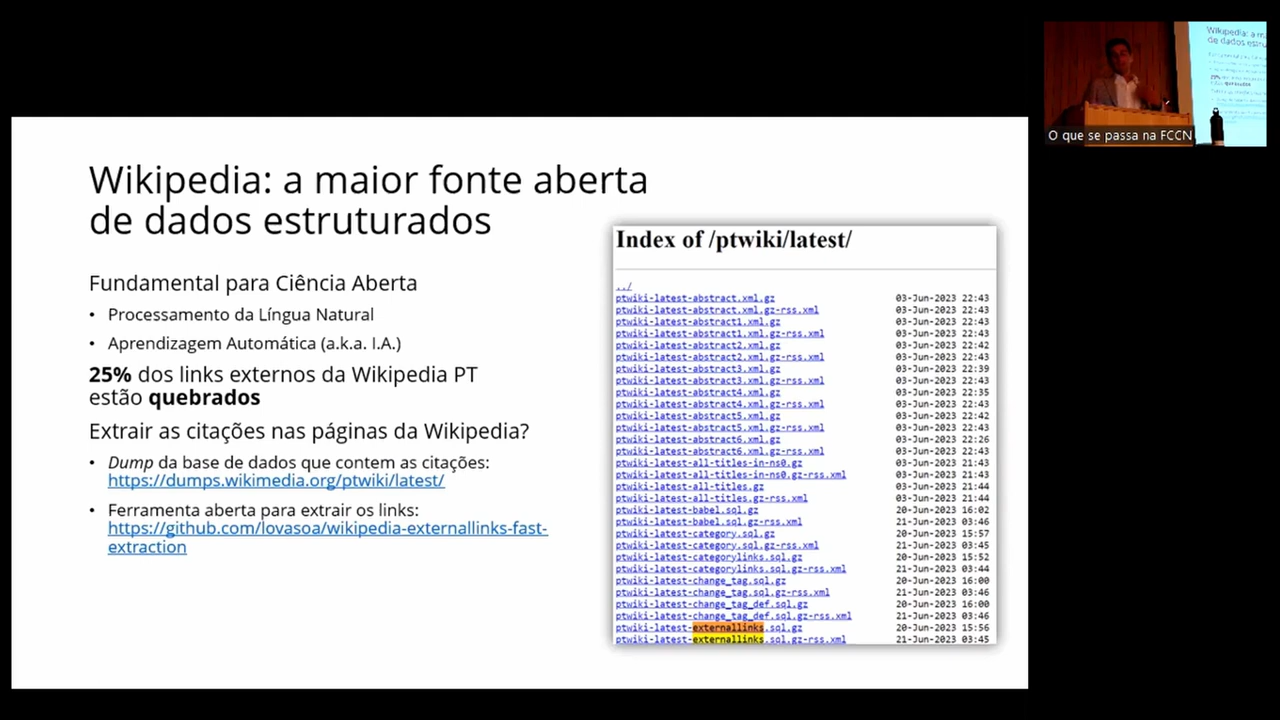 Wikipedia: a maior fonte aberta
de dados estruturados
Fundamental para Ciência Aberta
• Processamento da Língua Natural
• Aprendizagem Automática (a.k.a. I.A.)
25% dos links externos da Wikipedia PT
estão quebrados
Extrair as citações nas páginas da Wikipedia?
• Dump da base de dados que contem as citações:
https://dumps.wikimedia.org/ptwiki/latest/
• Ferramenta aberta para extrair os links:
https://github.com/lovasoa/wikipedia-externallinks-fast-
extraction
Index of /ptwiki/latest/
../
ptwiki-latest-abstract.xml.gz 03-Jun-2023 22:43
ptwiki-latest-abstract.xml.gz-rss.xml 03-Jun-2023 22:43
ptwiki-latest-abstract1.xml.gz 03-Jun-2023 22:43
ptwiki-latest-abstract1.xml.gz-rss.xml 03-Jun-2023 22:43
ptwiki-latest-abstract2.xml.gz 03-Jun-2023 22:42
ptwiki-latest-abstract2.xml.gz-rss.xml 03-Jun-2023 22:43
ptwiki-latest-abstract3.xml.gz 03-Jun-2023 22:39
ptwiki-latest-abstract3.xml.gz-rss.xml 03-Jun-2023 22:43
ptwiki-latest-abstract4.xml.gz 03-Jun-2023 22:35
ptwiki-latest-abstract4.xml.gz-rss.xml 03-Jun-2023 22:43
ptwiki-latest-abstract5.xml.gz 03-Jun-2023 22:42
ptwiki-latest-abstract5.xml.gz-rss.xml 03-Jun-2023 22:43
ptwiki-latest-abstract6.xml.gz 03-Jun-2023 22:26
ptwiki-latest-abstract6.xml.gz-rss.xml 03-Jun-2023 22:43
ptwiki-latest-all-titles-in-ns0.gz 03-Jun-2023 21:43
ptwiki-latest-all-titles-in-ns0.gz-rss.xml 03-Jun-2023 21:43
ptwiki-latest-all-titles.gz 03-Jun-2023 21:44
ptwiki-latest-all-titles.gz-rss.xml 03-Jun-2023 21:44
ptwiki-latest-babel.sql.gz 20-Jun-2023 16:02
ptwiki-latest-babel.sql.gz-rss.xml 21-Jun-2023 03:46
ptwiki-latest-category.sql.gz 20-Jun-2023 15:57
ptwiki-latest-category.sql.gz-rss.xml 21-Jun-2023 03:45
ptwiki-latest-categorylinks.sql.gz 20-Jun-2023 15:52
ptwiki-latest-categorylinks.sql.gz-rss.xml 21-Jun-2023 03:44
ptwiki-latest-change_tag.sql.gz 20-Jun-2023 16:00
ptwiki-latest-change_tag.sql.gz-rss.xml 21-Jun-2023 03:46
ptwiki-latest-change_tag_def.sql.gz 20-Jun-2023 16:00
ptwiki-latest-change_tag_def.sql.gz-rss.xml 21-Jun-2023 03:46
ptwiki-latest-externallinks.sql.gz 20-Jun-2023 15:56
ptwiki-latest-externallinks.sql.gz-rss.xml 21-Jun-2023 03:45
Wikipedia: a m
de dados estru
O que se passa na FCCN